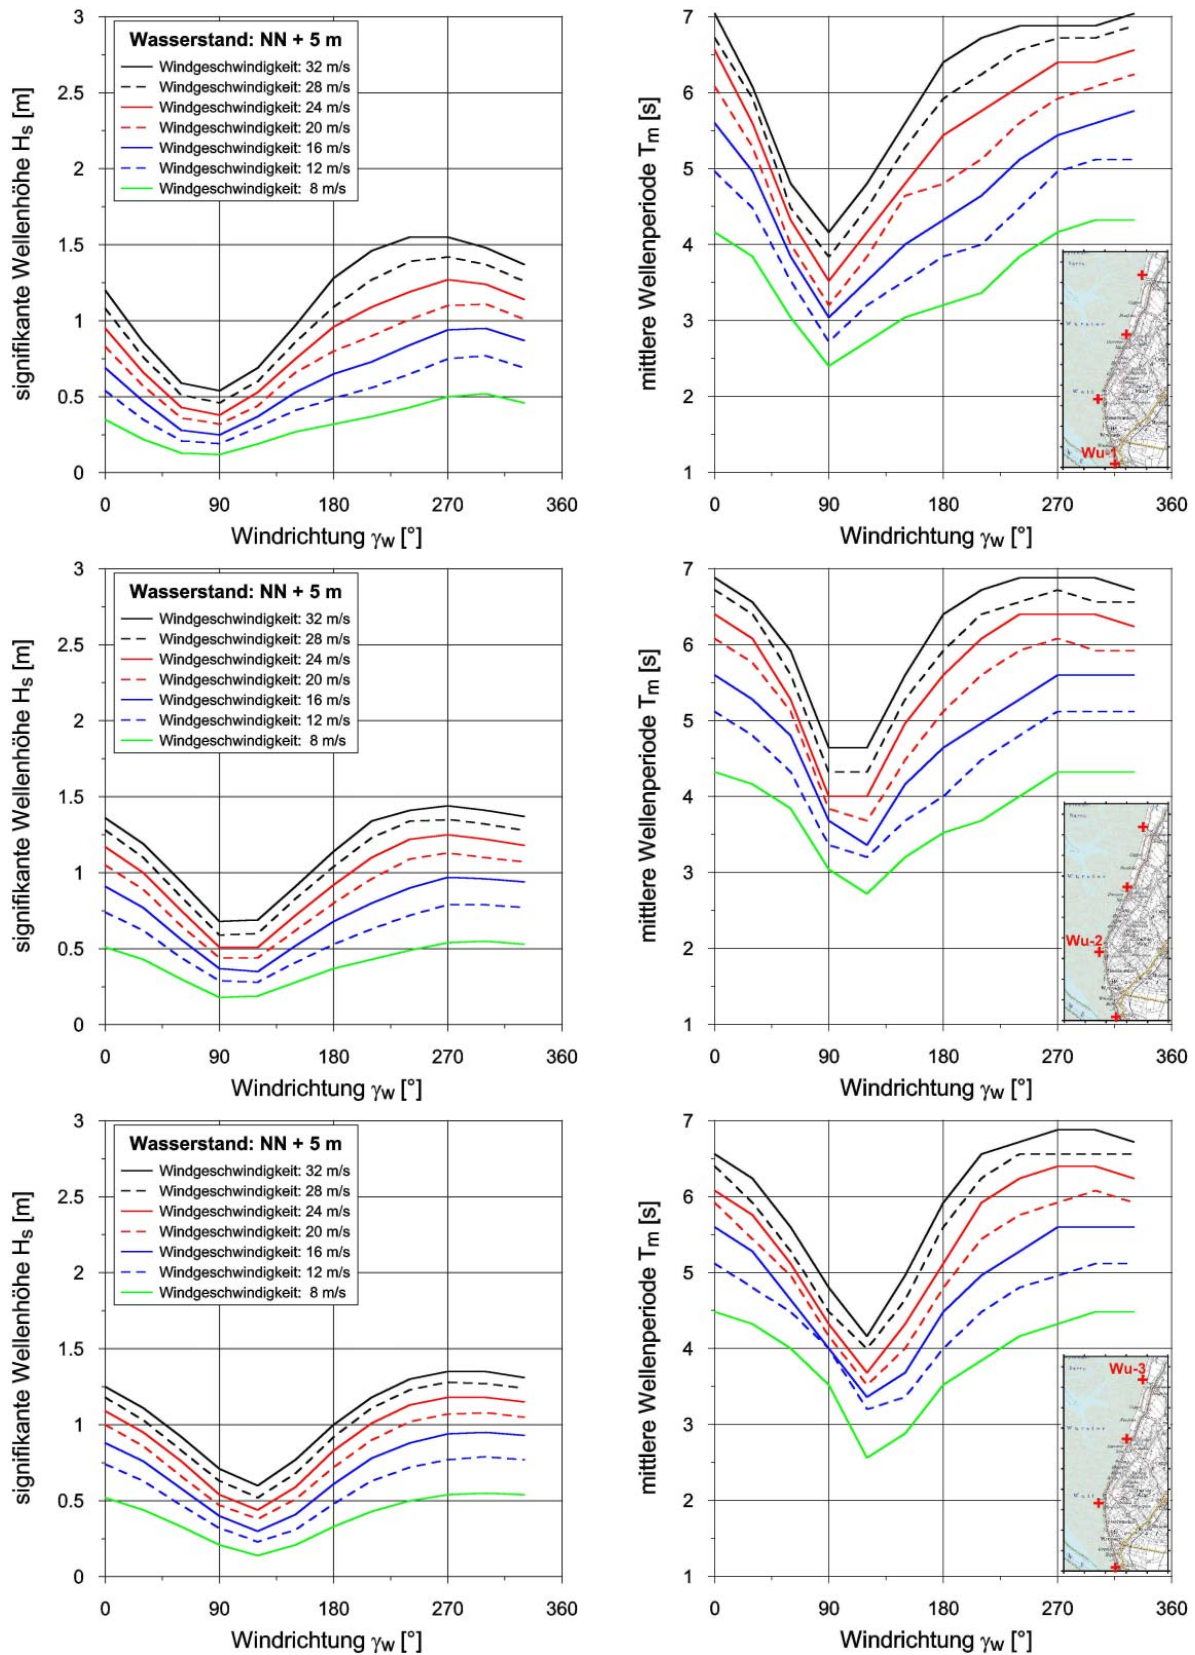 signifikante Wellenhöhe Hs [m]
3
2.5
2
1.5
1
0.5
0
Wasserstand: NN + 5 m
Windgeschwindigkeit: 32 m/s
Windgeschwindigkeit: 28 m/s
Windgeschwindigkeit: 24 m/s
Windgeschwindigkeit: 20 m/s
Windgeschwindigkeit: 16 m/s
Windgeschwindigkeit: 12 m/s
Windgeschwindigkeit: 8 m/s
0 90 180 270 360
Windrichtung γw [°]
mittlere Wellenperiode Tm [s]
7
6
5
4
3
2
1
Wu-1
0 90 180 270 360
Windrichtung γw [°]
signifikante Wellenhöhe Hs [m]
3
2.5
2
1.5
1
0.5
0
Wasserstand: NN + 5 m
Windgeschwindigkeit: 32 m/s
Windgeschwindigkeit: 28 m/s
Windgeschwindigkeit: 24 m/s
Windgeschwindigkeit: 20 m/s
Windgeschwindigkeit: 16 m/s
Windgeschwindigkeit: 12 m/s
Windgeschwindigkeit: 8 m/s
0 90 180 270 360
Windrichtung γw [°]
mittlere Wellenperiode Tm [s]
7
6
5
4
3
2
1
Wu-2
0 90 180 270 360
Windrichtung γw [°]
signifikante Wellenhöhe Hs [m]
3
2.5
2
1.5
1
0.5
0
Wasserstand: NN + 5 m
Windgeschwindigkeit: 32 m/s
Windgeschwindigkeit: 28 m/s
Windgeschwindigkeit: 24 m/s
Windgeschwindigkeit: 20 m/s
Windgeschwindigkeit: 16 m/s
Windgeschwindigkeit: 12 m/s
Windgeschwindigkeit: 8 m/s
0 90 180 270 360
Windrichtung γw [°]
mittlere Wellenperiode Tm [s]
7
6
5
4
3
2
1
Wu-3
0 90 180 270 360
Windrichtung γw [°]